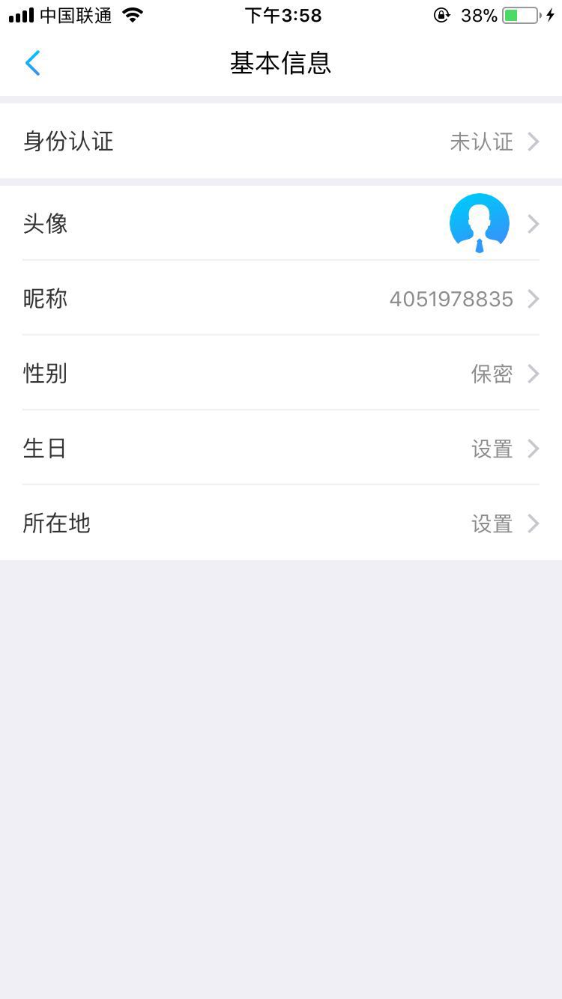 中国联通 下午3:58 38%
基本信息
身份认证 未认证
头像
昵称 4051978835
性别 保密
生日 设置
所在地 设置